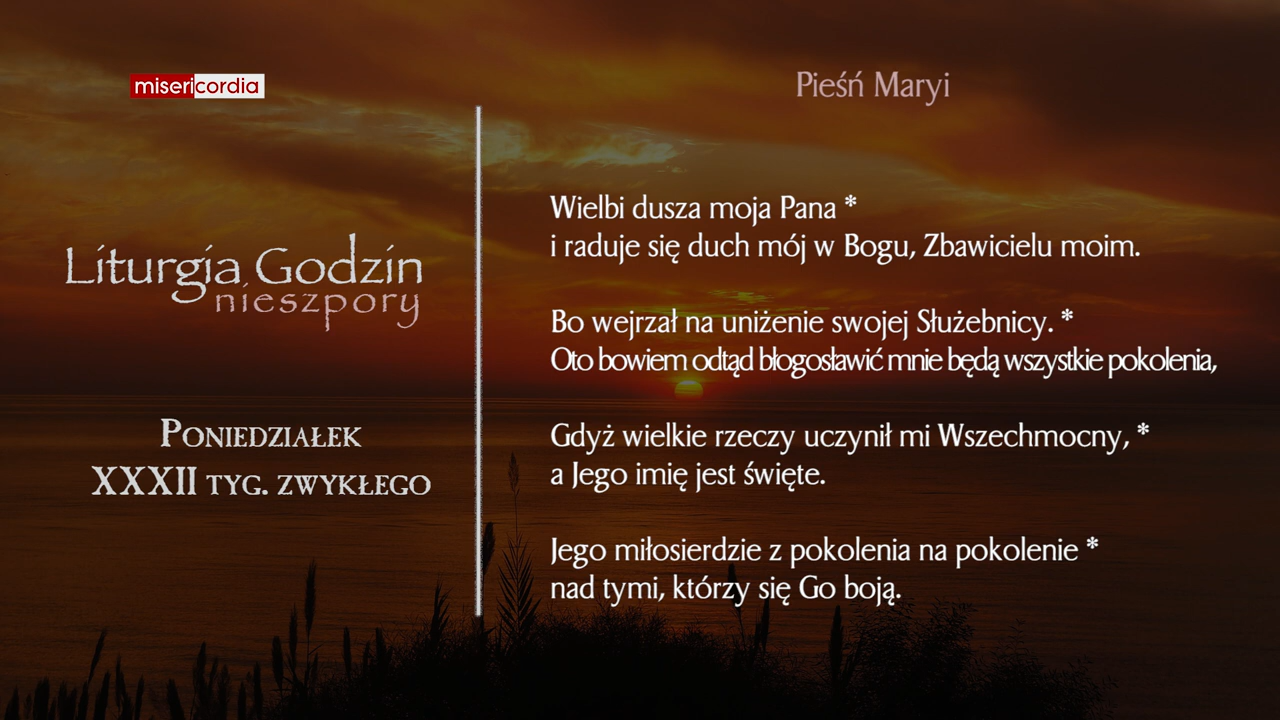 misericordia
Liturgia Godzin
nieszpory
Poniedziałek
XXXII tyg. zwykłego
Pieśń Maryi
Wielbi dusza moja Pana *
i raduje się duch mój w Bogu, Zbawicielu moim.
Bo wejrzał na uniżenie swojej Służebnicy. *
Oto bowiem odtąd błogosławić mnie będą wszystkie pokolenia,
Gdyż wielkie rzeczy uczynił mi Wszechmocny, *
a Jego imię jest święte.
Jego miłosierdzie z pokolenia na pokolenie *
nad tymi, którzy się Go boją.